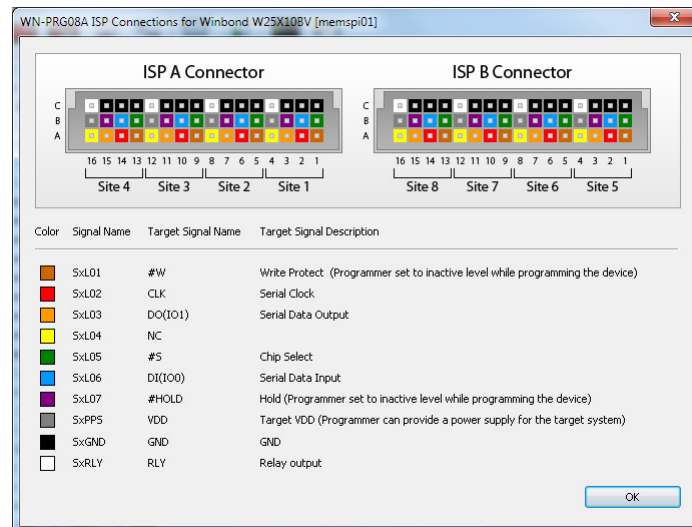 WN-PRG08A ISP Connections for Winbond W25X10BV [memspi01]
ISP A Connector
ISP B Connector
C
B
A
16 15 14 13 12 11 10 9 8 7 6 5 4 3 2 1
Site 4 Site 3 Site 2 Site 1
C
B
A
16 15 14 13 12 11 10 9 8 7 6 5 4 3 2 1
Site 8 Site 7 Site 6 Site 5
Color Signal Name Target Signal Name Target Signal Description
SxL01 #W Write Protect (Programmer set to inactive level while programming the device)
SxL02 CLK Serial Clock
SxL03 DO(IO1) Serial Data Output
SxL04 NC
SxL05 #S Chip Select
SxL06 DI(IO0) Serial Data Input
SxL07 #HOLD Hold (Programmer set to inactive level while programming the device)
SxPPS VDD Target VDD (Programmer can provide a power supply for the target system)
SxGND GND GND
SxRLY RLY Relay output
OK